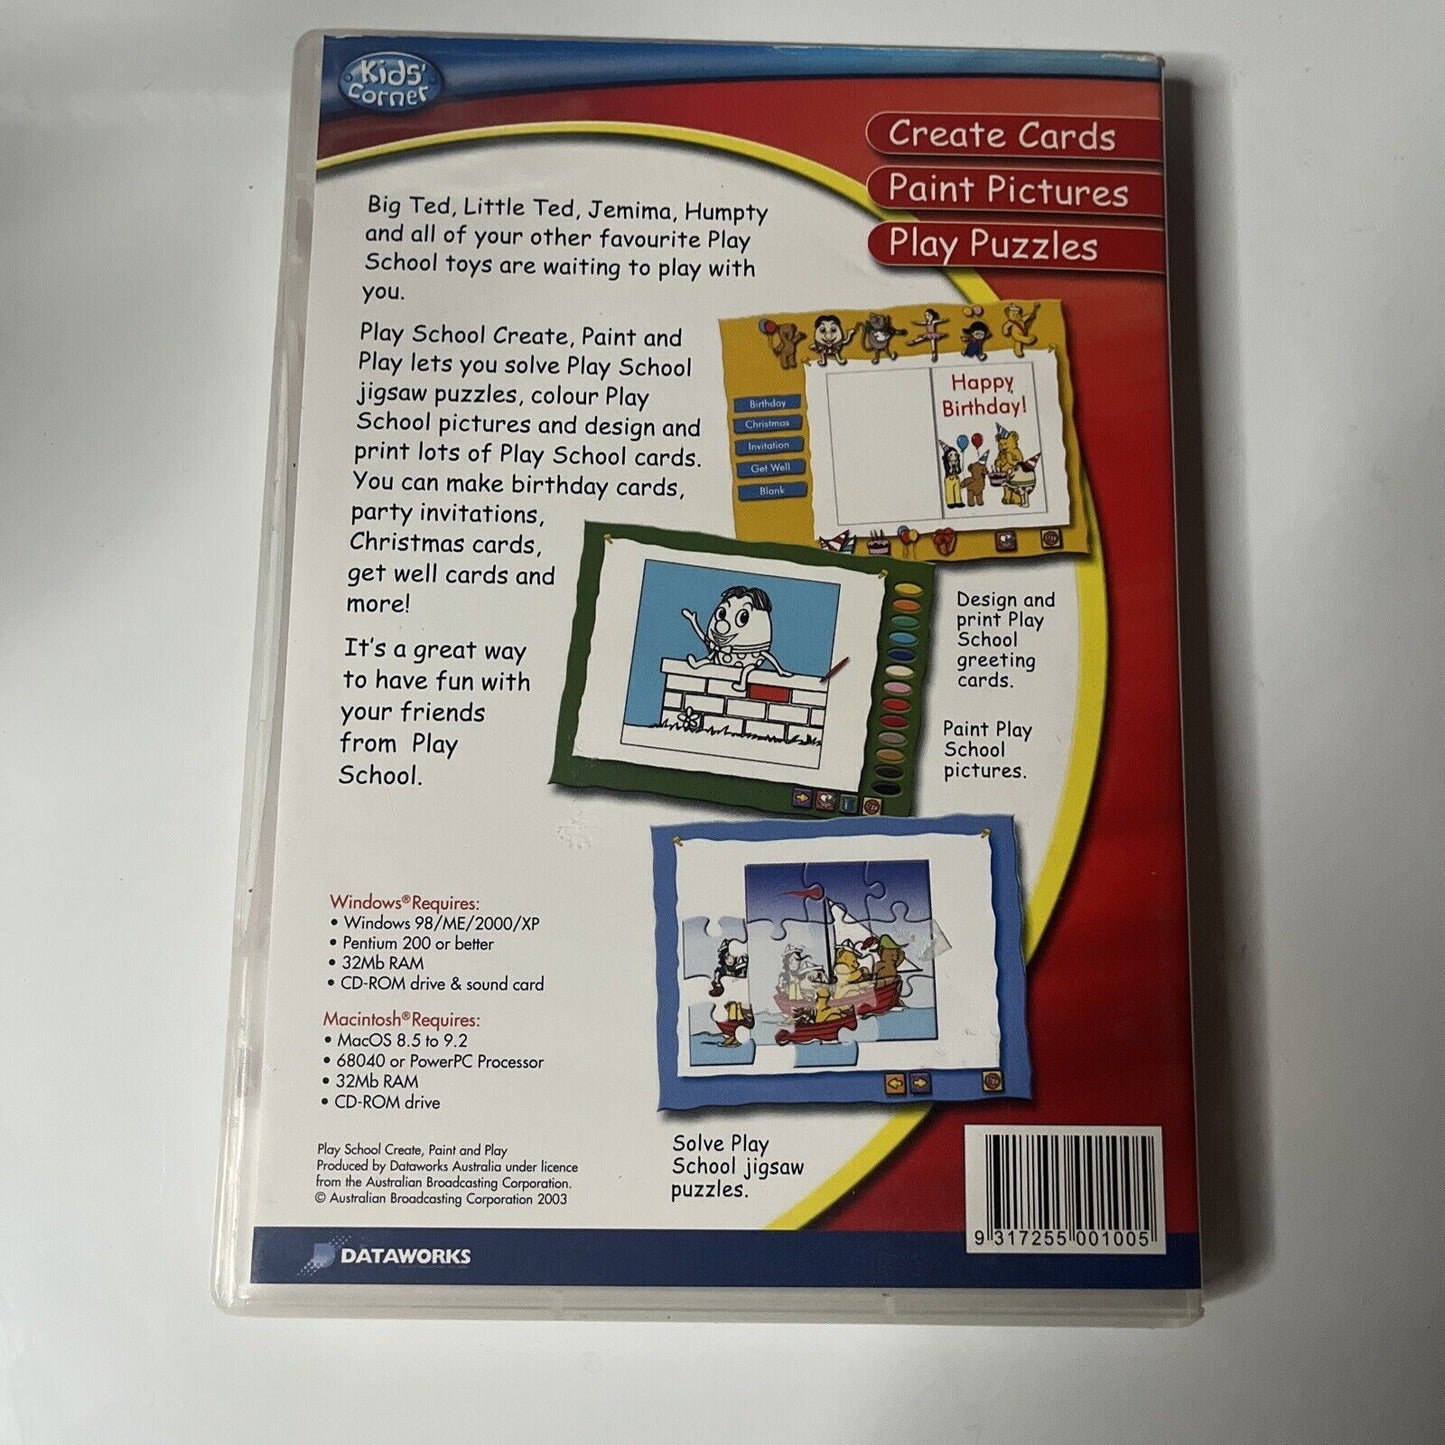 Kids'
Corner
Create Cards
Paint Pictures
Play Puzzles
Big Ted, Little Ted, Jemima, Humpty
and all of your other favourite Play
School toys are waiting to play with
you.
Play School Create, Paint and
Play lets you solve Play School
jigsaw puzzles, colour Play
School pictures and design and
print lots of Play School cards.
You can make birthday cards,
party invitations,
Christmas cards,
get well cards and
more!
It's a great way
to have fun with
your friends
from Play
School.
Birthday
Christmas
Invitation
Get Well
Blank
Happy
Birthday!
Design and
print Play
School
greeting
cards.
Paint Play
School
pictures.
Solve Play
School jigsaw
puzzles.
Windows® Requires:
• Windows 98/ME/2000/XP
• Pentium 200 or better
• 32Mb RAM
• CD-ROM drive & sound card
Macintosh® Requires:
• MacOS 8.5 to 9.2
• 68040 or PowerPC Processor
• 32Mb RAM
• CD-ROM drive
Play School Create, Paint and Play
Produced by Dataworks Australia under licence
from the Australian Broadcasting Corporation.
© Australian Broadcasting Corporation 2003
DATAWORKS
9 317255 001005